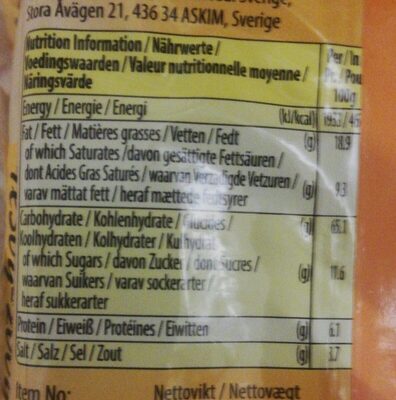 Stora Åvägen 21, 436 34 ASKIM, Sverige
Nutrition Information / Nährwerte /
Voedingswaarden / Valeur nutritionnelle moyenne /
Näringsvärde
Per / In
100g
Energy / Energie / Energi (kJ/kcal)
Fat / Fett / Matières grasses / Vetten / Fedt (g) 18.9
of which Saturates / davon gesättigte Fettsäuren /
dont Acides Gras Saturés / waarvan Verzadigde Vetzuren / (g) 9.3
varav mättat fett / heraf mættede fedtsyrer
Carbohydrate / Kohlenhydrate / Glucides / (g) 65.1
Koolhydraten / Kolhydrater / Kulhydrat
of which Sugars / davon Zucker / dont Sucres / (g) 11.6
waarvan Suikers / varav sockerarter /
heraf sukkerarter
Protein / Eiweiß / Protéines / Eiwitten (g) 6.1
Salt / Salz / Sel / Zout (g) 3.7
Item No: Nettovikt / Nettovægt